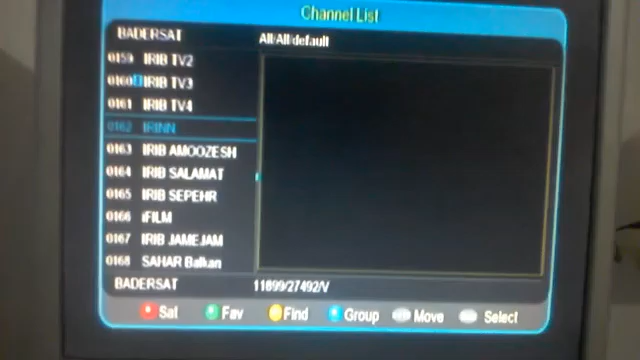 Channel List
BADERSAT All/All/default
0159 IRIB TV2
0160 IRIB TV3
0161 IRIB TV4
0162 IRINN
0163 IRIB AMOOZESH
0164 IRIB SALAMAT
0165 IRIB SEPEHR
0166 iFILM
0167 IRIB JAMEJAM
0168 SAHAR Balkan
BADERSAT 11899/27492/V
Sat Fav Find Group Move Select